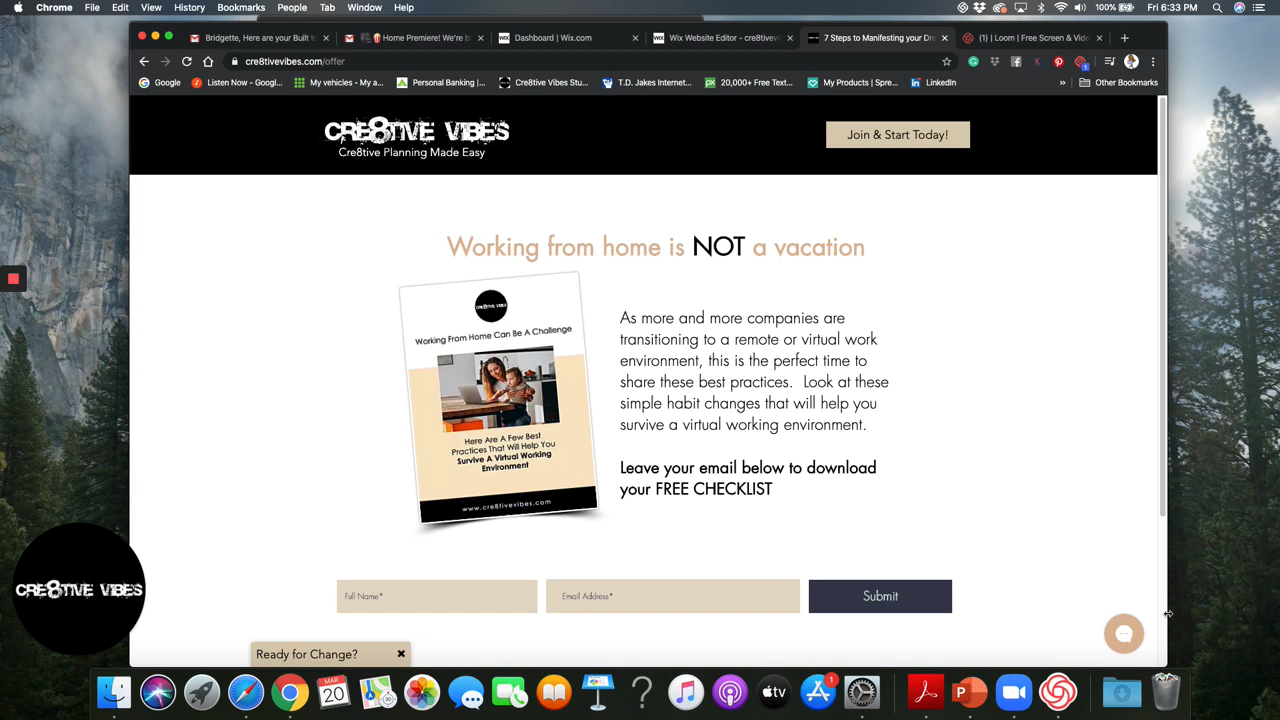 Chrome File Edit View History Bookmarks People Tab Window Help 100% Fri 6:33 PM
Bridgette, Here are your Built to
Home Premiere! We're b
Dashboard | Wix.com
Wix Website Editor - cre8tivevi
7 Steps to Manifesting your Dre
(1) | Loom | Free Screen & Vide
cre8tivevibes.com/offer
Google
Listen Now - Googl...
My vehicles - My a...
Personal Banking |...
Cre8tive Vibes Stu...
T.D. Jakes Internet...
20,000+ Free Text...
My Products | Spre...
LinkedIn
»
Other Bookmarks
CRE8TIVE VIBES
Cre8tive Planning Made Easy
Join & Start Today!
Working from home is NOT a vacation
CRE8TIVE VIBES
Working From Home Can Be A Challenge
Here Are A Few Best
Practices That Will Help You
Survive A Virtual Working
Environment
www.cre8tivevibes.com
As more and more companies are
transitioning to a remote or virtual work
environment, this is the perfect time to
share these best practices. Look at these
simple habit changes that will help you
survive a virtual working environment.
Leave your email below to download
your FREE CHECKLIST
Full Name*
Email Address*
Submit
CRE8TIVE VIBES
Ready for Change?
MAR
20
tv
1